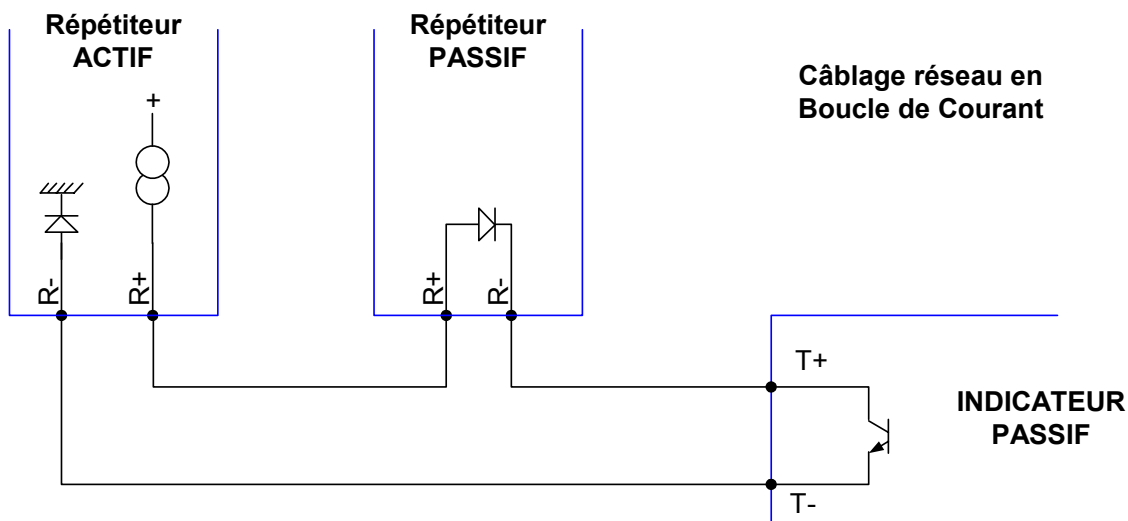 Répétiteur
ACTIF
Répétiteur
PASSIF
Câblage réseau en
Boucle de Courant
+
R-
R+
R+
R-
T+
INDICATEUR
PASSIF
T-